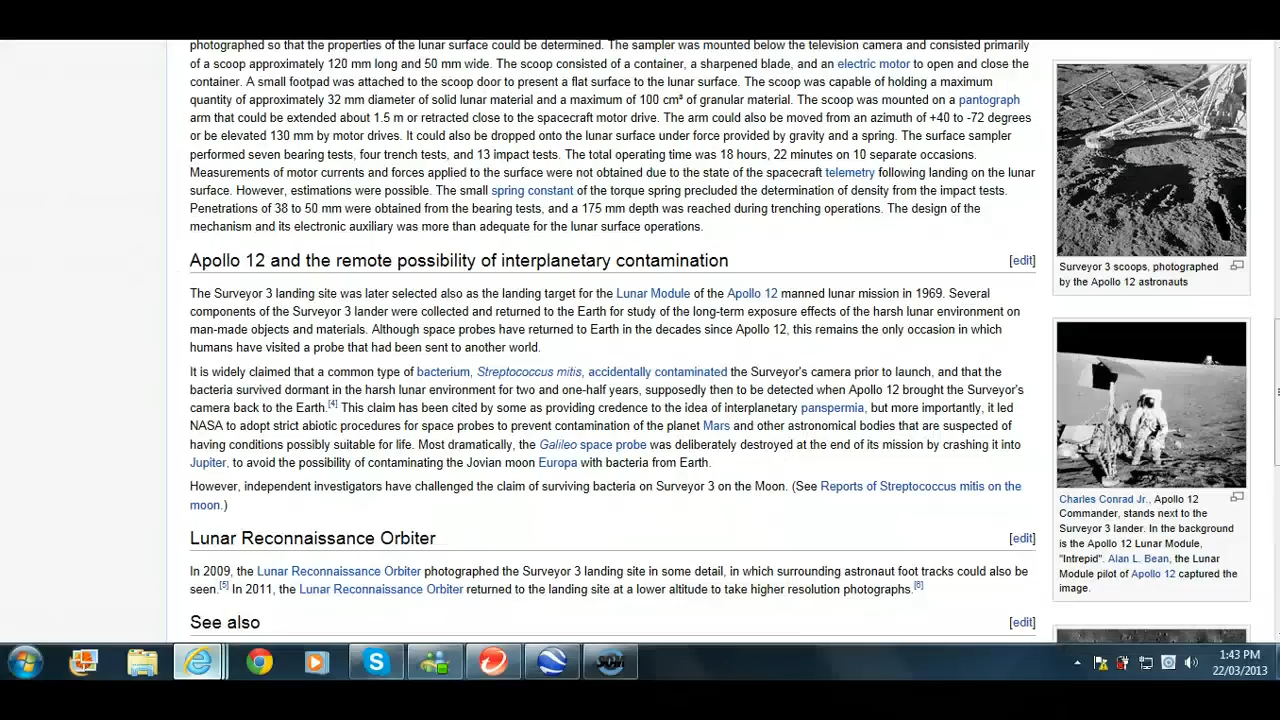 photographed so that the properties of the lunar surface could be determined. The sampler was mounted below the television camera and consisted primarily
of a scoop approximately 120 mm long and 50 mm wide. The scoop consisted of a container, a sharpened blade, and an electric motor to open and close the
container. A small footpad was attached to the scoop door to present a flat surface to the lunar surface. The scoop was capable of holding a maximum
quantity of approximately 32 mm diameter of solid lunar material and a maximum of 100 cm³ of granular material. The scoop was mounted on a pantograph
arm that could be extended about 1.5 m or retracted close to the spacecraft motor drive. The arm could also be moved from an azimuth of +40 to -72 degrees
or be elevated 130 mm by motor drives. It could also be dropped onto the lunar surface under force provided by gravity and a spring. The surface sampler
performed seven bearing tests, four trench tests, and 13 impact tests. The total operating time was 18 hours, 22 minutes on 10 separate occasions.
Measurements of motor currents and forces applied to the surface were not obtained due to the state of the spacecraft telemetry following landing on the lunar
surface. However, estimations were possible. The small spring constant of the torque spring precluded the determination of density from the impact tests.
Penetrations of 38 to 50 mm were obtained from the bearing tests, and a 175 mm depth was reached during trenching operations. The design of the
mechanism and its electronic auxiliary was more than adequate for the lunar surface operations.
Apollo 12 and the remote possibility of interplanetary contamination [edit]
The Surveyor 3 landing site was later selected also as the landing target for the Lunar Module of the Apollo 12 manned lunar mission in 1969. Several
components of the Surveyor 3 lander were collected and returned to the Earth for study of the long-term exposure effects of the harsh lunar environment on
man-made objects and materials. Although space probes have returned to Earth in the decades since Apollo 12, this remains the only occasion in which
humans have visited a probe that had been sent to another world.
It is widely claimed that a common type of bacterium, Streptococcus mitis, accidentally contaminated the Surveyor's camera prior to launch, and that the
bacteria survived dormant in the harsh lunar environment for two and one-half years, supposedly then to be detected when Apollo 12 brought the Surveyor's
camera back to the Earth.[4] This claim has been cited by some as providing credence to the idea of interplanetary panspermia, but more importantly, it led
NASA to adopt strict abiotic procedures for space probes to prevent contamination of the planet Mars and other astronomical bodies that are suspected of
having conditions possibly suitable for life. Most dramatically, the Galileo space probe was deliberately destroyed at the end of its mission by crashing it into
Jupiter, to avoid the possibility of contaminating the Jovian moon Europa with bacteria from Earth.
However, independent investigators have challenged the claim of surviving bacteria on Surveyor 3 on the Moon. (See Reports of Streptococcus mitis on the
moon.)
Lunar Reconnaissance Orbiter [edit]
In 2009, the Lunar Reconnaissance Orbiter photographed the Surveyor 3 landing site in some detail, in which surrounding astronaut foot tracks could also be
seen.[5] In 2011, the Lunar Reconnaissance Orbiter returned to the landing site at a lower altitude to take higher resolution photographs.[6]
See also [edit]
Surveyor 3 scoops, photographed
by the Apollo 12 astronauts
Charles Conrad Jr., Apollo 12
Commander, stands next to the
Surveyor 3 lander. In the background
is the Apollo 12 Lunar Module,
"Intrepid". Alan L. Bean, the Lunar
Module pilot of Apollo 12 captured the
image.
1:43 PM
22/03/2013